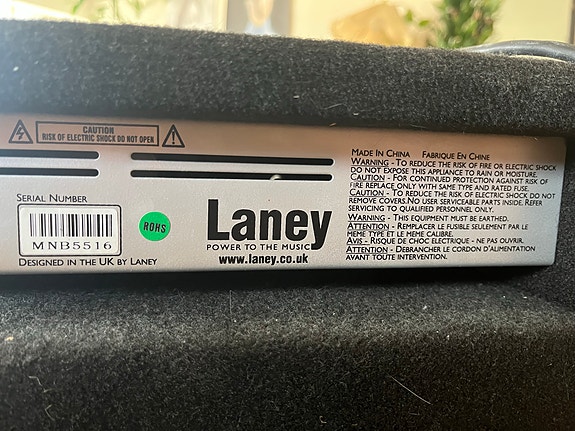 CAUTION
RISK OF ELECTRIC SHOCK DO NOT OPEN
SERIAL NUMBER
MNB5516
DESIGNED IN THE UK BY LANEY
ROHS
Laney
POWER TO THE MUSIC
www.laney.co.uk
MADE IN CHINA FABRIQUE EN CHINE
WARNING - TO REDUCE THE RISK OF FIRE OR ELECTRIC SHOCK
DO NOT EXPOSE THIS APPLIANCE TO RAIN OR MOISTURE.
CAUTION - FOR CONTINUED PROTECTION AGAINST RISK OF
FIRE REPLACE ONLY WITH SAME TYPE AND RATED FUSE.
CAUTION - TO REDUCE THE RISK OF ELECTRIC SHOCK DO NOT
REMOVE COVERS.NO USER SERVICEABLE PARTS INSIDE. REFER
SERVICING TO QUALIFIED PERSONNEL ONLY.
WARNING - THIS EQUIPMENT MUST BE EARTHED.
ATTENTION - REMPLACER LE FUSIBLE SEULEMENT PAR LE
MEME TYPE ET LE MEME CALIBRE.
AVIS - RISQUE DE CHOC ELECTRIQUE - NE PAS OUVRIR.
ATTENTION - DEBRANCHER LE CORDON D'ALIMENTATION
AVANT TOUTE INTERVENTION.